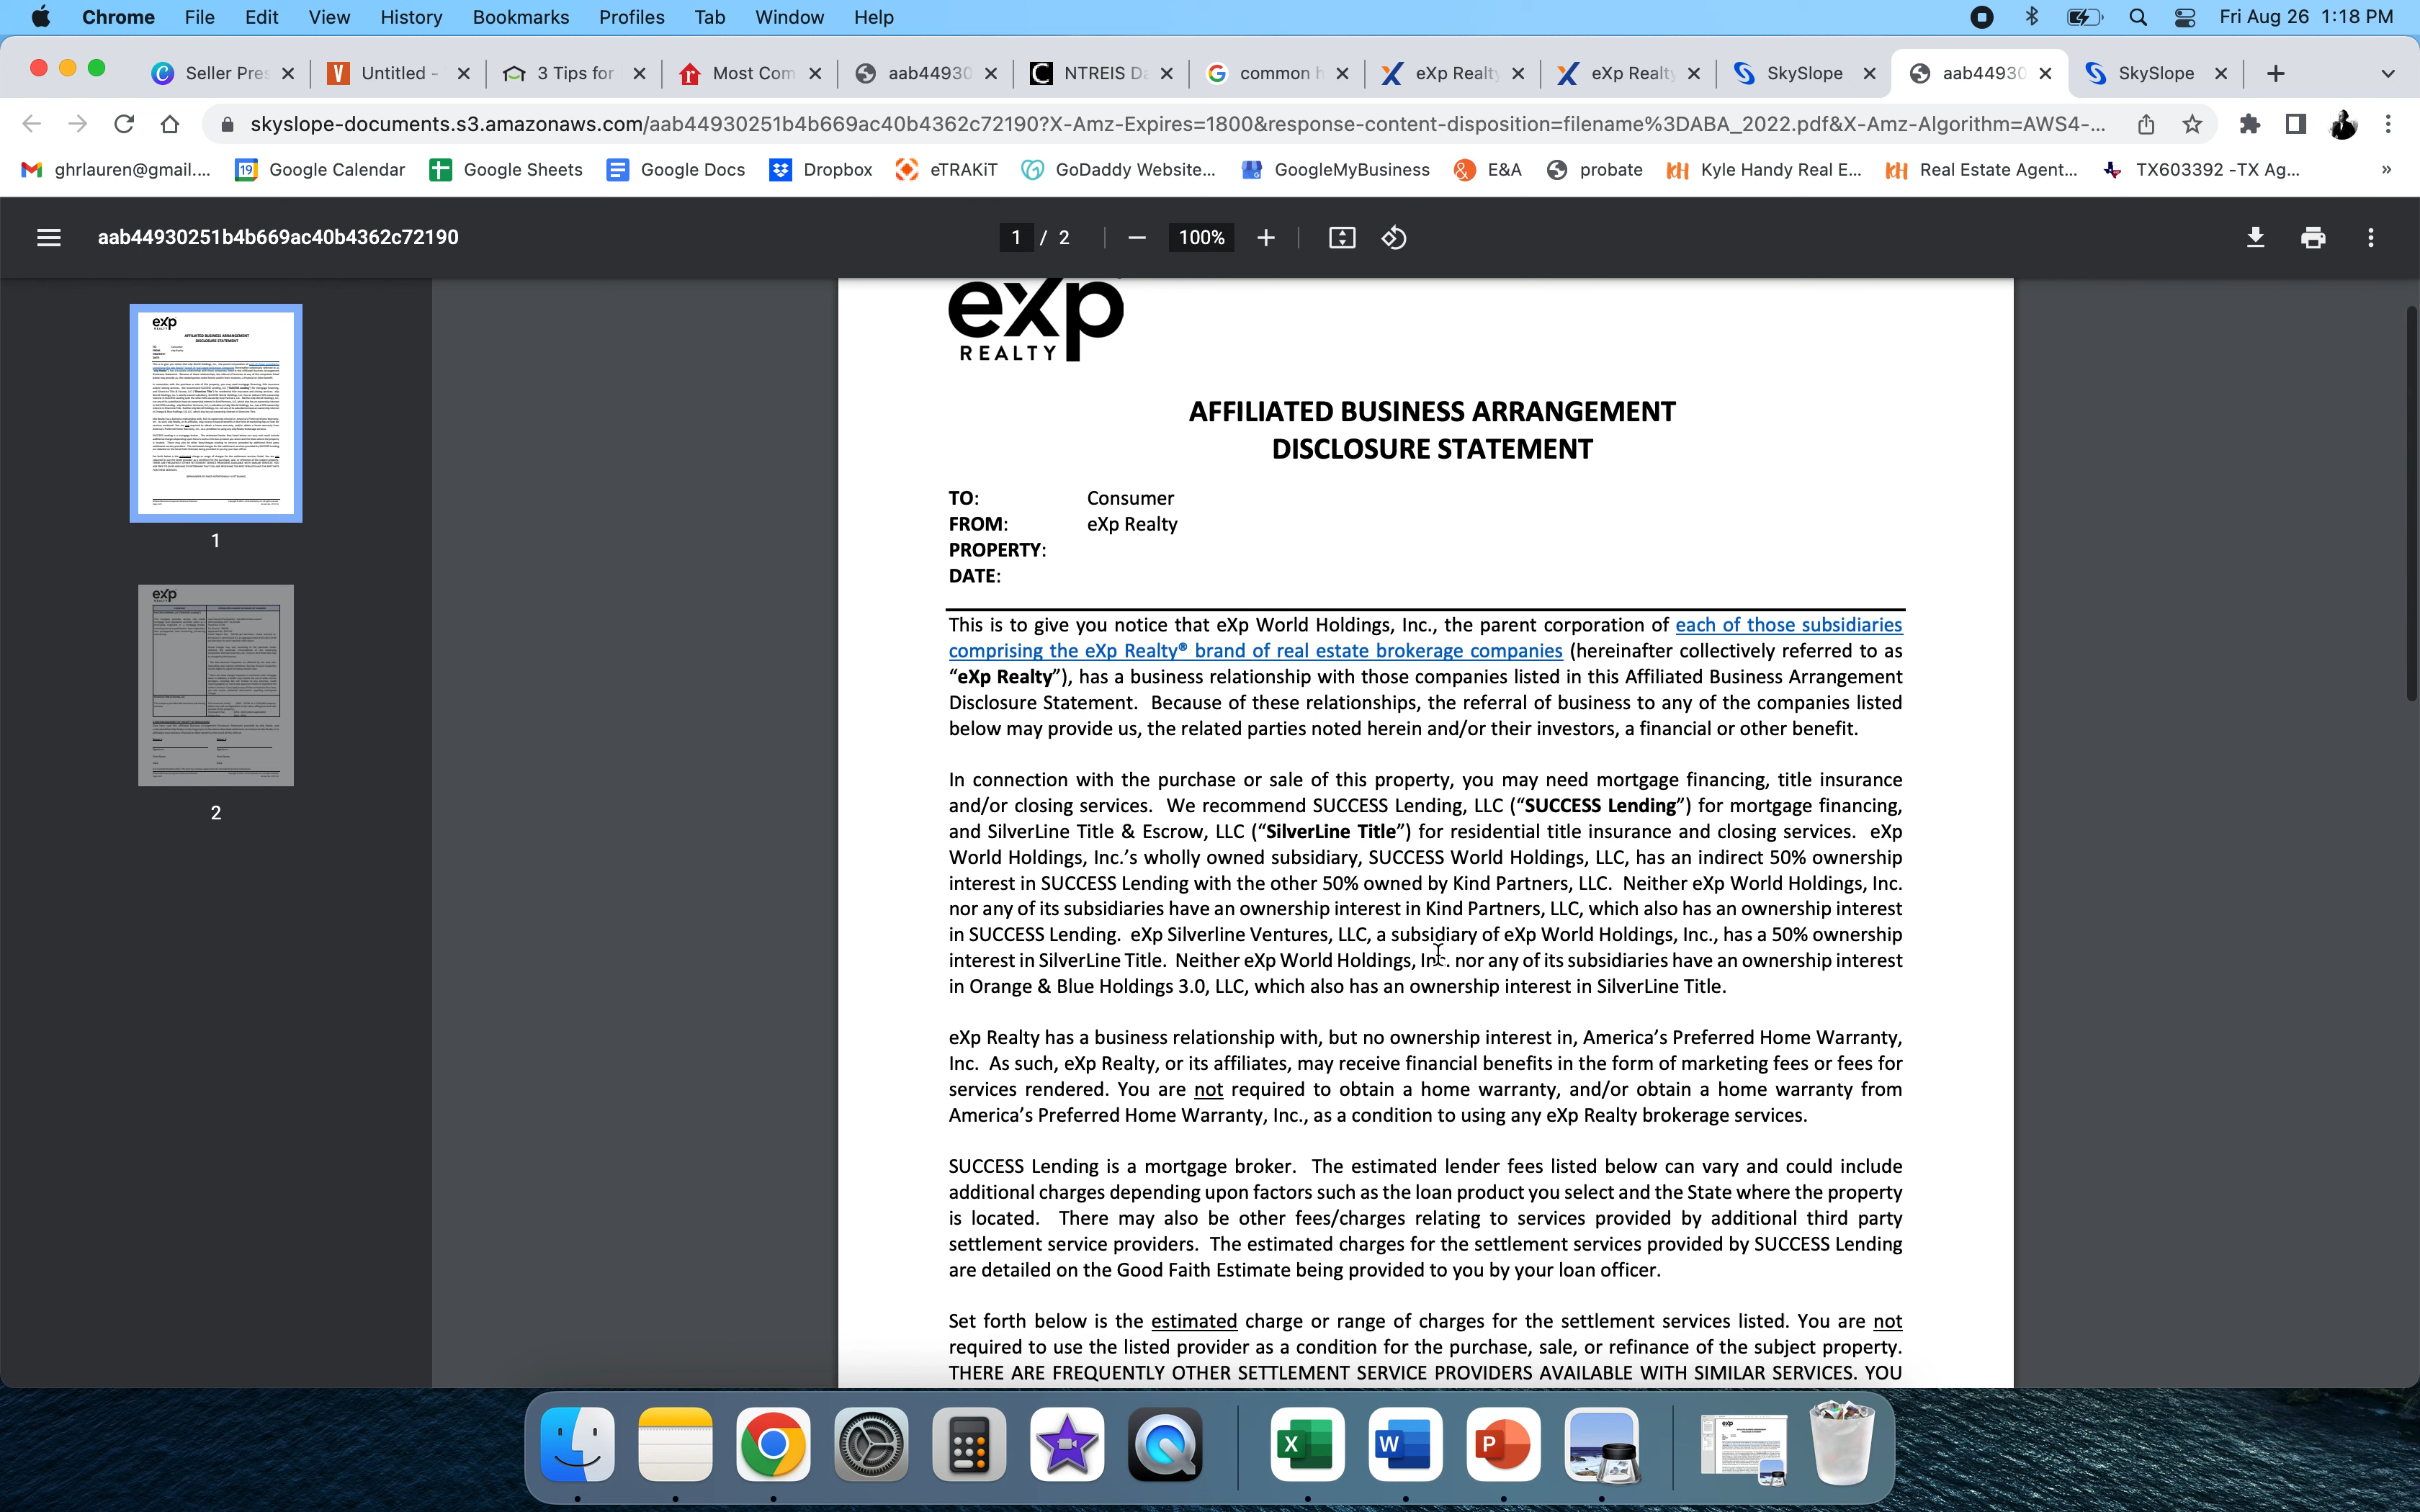 Chrome File Edit View History Bookmarks Profiles Tab Window Help Fri Aug 26 1:18 PM
Seller Pres Untitled - 3 Tips for Most Com aab44930 NTREIS Da common h eXp Realty eXp Realty SkySlope aab44930 SkySlope
skyslope-documents.s3.amazonaws.com/aab44930251b4b669ac40b4362c72190?X-Amz-Expires=1800&response-content-disposition=filename%3DABA_2022.pdf&X-Amz-Algorithm=AWS4-...
ghrlauren@gmail.... 19 Google Calendar Google Sheets Google Docs Dropbox eTRAKiT GoDaddy Website... GoogleMyBusiness E&A probate Kyle Handy Real E... Real Estate Agent... TX603392 -TX Ag... »
aab44930251b4b669ac40b4362c72190 1 / 2 100%
1
2
eXp
REALTY
AFFILIATED BUSINESS ARRANGEMENT
DISCLOSURE STATEMENT
TO: Consumer
FROM: eXp Realty
PROPERTY:
DATE:
This is to give you notice that eXp World Holdings, Inc., the parent corporation of each of those subsidiaries
comprising the eXp Realty® brand of real estate brokerage companies (hereinafter collectively referred to as
“eXp Realty”), has a business relationship with those companies listed in this Affiliated Business Arrangement
Disclosure Statement. Because of these relationships, the referral of business to any of the companies listed
below may provide us, the related parties noted herein and/or their investors, a financial or other benefit.
In connection with the purchase or sale of this property, you may need mortgage financing, title insurance
and/or closing services. We recommend SUCCESS Lending, LLC (“SUCCESS Lending”) for mortgage financing,
and SilverLine Title & Escrow, LLC (“SilverLine Title”) for residential title insurance and closing services. eXp
World Holdings, Inc.’s wholly owned subsidiary, SUCCESS World Holdings, LLC, has an indirect 50% ownership
interest in SUCCESS Lending with the other 50% owned by Kind Partners, LLC. Neither eXp World Holdings, Inc.
nor any of its subsidiaries have an ownership interest in Kind Partners, LLC, which also has an ownership interest
in SUCCESS Lending. eXp Silverline Ventures, LLC, a subsidiary of eXp World Holdings, Inc., has a 50% ownership
interest in SilverLine Title. Neither eXp World Holdings, Inc. nor any of its subsidiaries have an ownership interest
in Orange & Blue Holdings 3.0, LLC, which also has an ownership interest in SilverLine Title.
eXp Realty has a business relationship with, but no ownership interest in, America’s Preferred Home Warranty,
Inc. As such, eXp Realty, or its affiliates, may receive financial benefits in the form of marketing fees or fees for
services rendered. You are not required to obtain a home warranty, and/or obtain a home warranty from
America’s Preferred Home Warranty, Inc., as a condition to using any eXp Realty brokerage services.
SUCCESS Lending is a mortgage broker. The estimated lender fees listed below can vary and could include
additional charges depending upon factors such as the loan product you select and the State where the property
is located. There may also be other fees/charges relating to services provided by additional third party
settlement service providers. The estimated charges for the settlement services provided by SUCCESS Lending
are detailed on the Good Faith Estimate being provided to you by your loan officer.
Set forth below is the estimated charge or range of charges for the settlement services listed. You are not
required to use the listed provider as a condition for the purchase, sale, or refinance of the subject property.
THERE ARE FREQUENTLY OTHER SETTLEMENT SERVICE PROVIDERS AVAILABLE WITH SIMILAR SERVICES. YOU